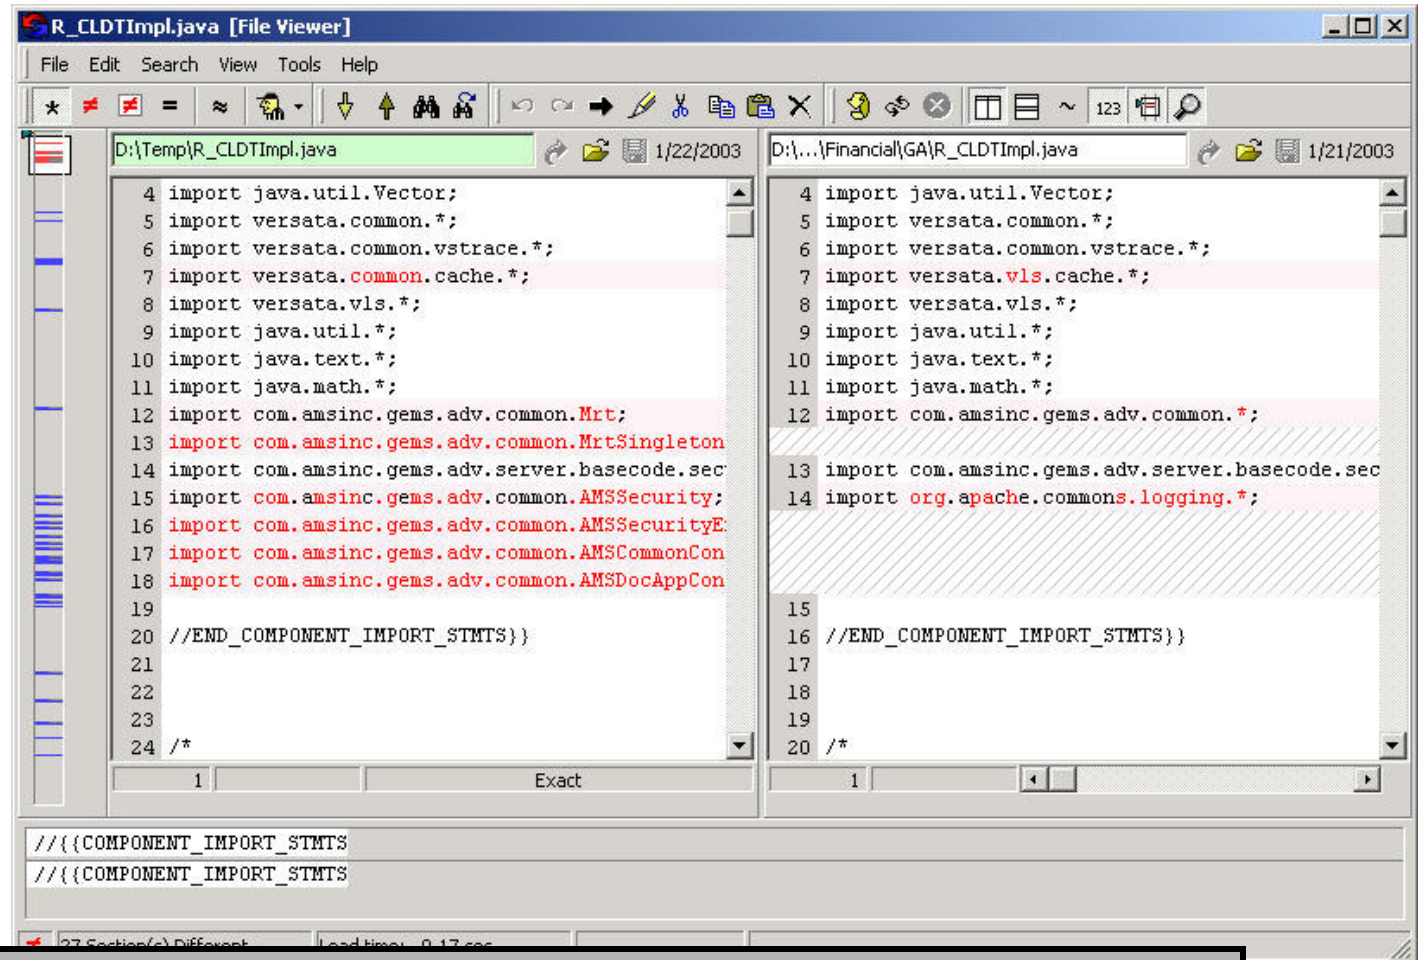 R_CLDTImpl.java [File Viewer]
File Edit Search View Tools Help
123
D:\Temp\R_CLDTImpl.java 1/22/2003
4 import java.util.Vector;
5 import versata.common.*;
6 import versata.common.vstrace.*;
7 import versata.common.cache.*;
8 import versata.vls.*;
9 import java.util.*;
10 import java.text.*;
11 import java.math.*;
12 import com.amsinc.gems.adv.common.Mrt;
13 import com.amsinc.gems.adv.common.MrtSingleton
14 import com.amsinc.gems.adv.server.basecode.sec
15 import com.amsinc.gems.adv.common.AMSSecurity;
16 import com.amsinc.gems.adv.common.AMSSecurityE
17 import com.amsinc.gems.adv.common.AMSCommonCon
18 import com.amsinc.gems.adv.common.AMSDocAppCon
19
20 //END_COMPONENT_IMPORT_STMTS}}
21
22
23
24 /*
1 Exact
D:\...\Financial\GA\R_CLDTImpl.java 1/21/2003
4 import java.util.Vector;
5 import versata.common.*;
6 import versata.common.vstrace.*;
7 import versata.vls.cache.*;
8 import versata.vls.*;
9 import java.util.*;
10 import java.text.*;
11 import java.math.*;
12 import com.amsinc.gems.adv.common.*;
13 import com.amsinc.gems.adv.server.basecode.sec
14 import org.apache.commons.logging.*;
15
16 //END_COMPONENT_IMPORT_STMTS}}
17
18
19
20 /*
1
//{{COMPONENT_IMPORT_STMTS
//{{COMPONENT_IMPORT_STMTS
27 Section(s) Different Load time: 0.17 sec